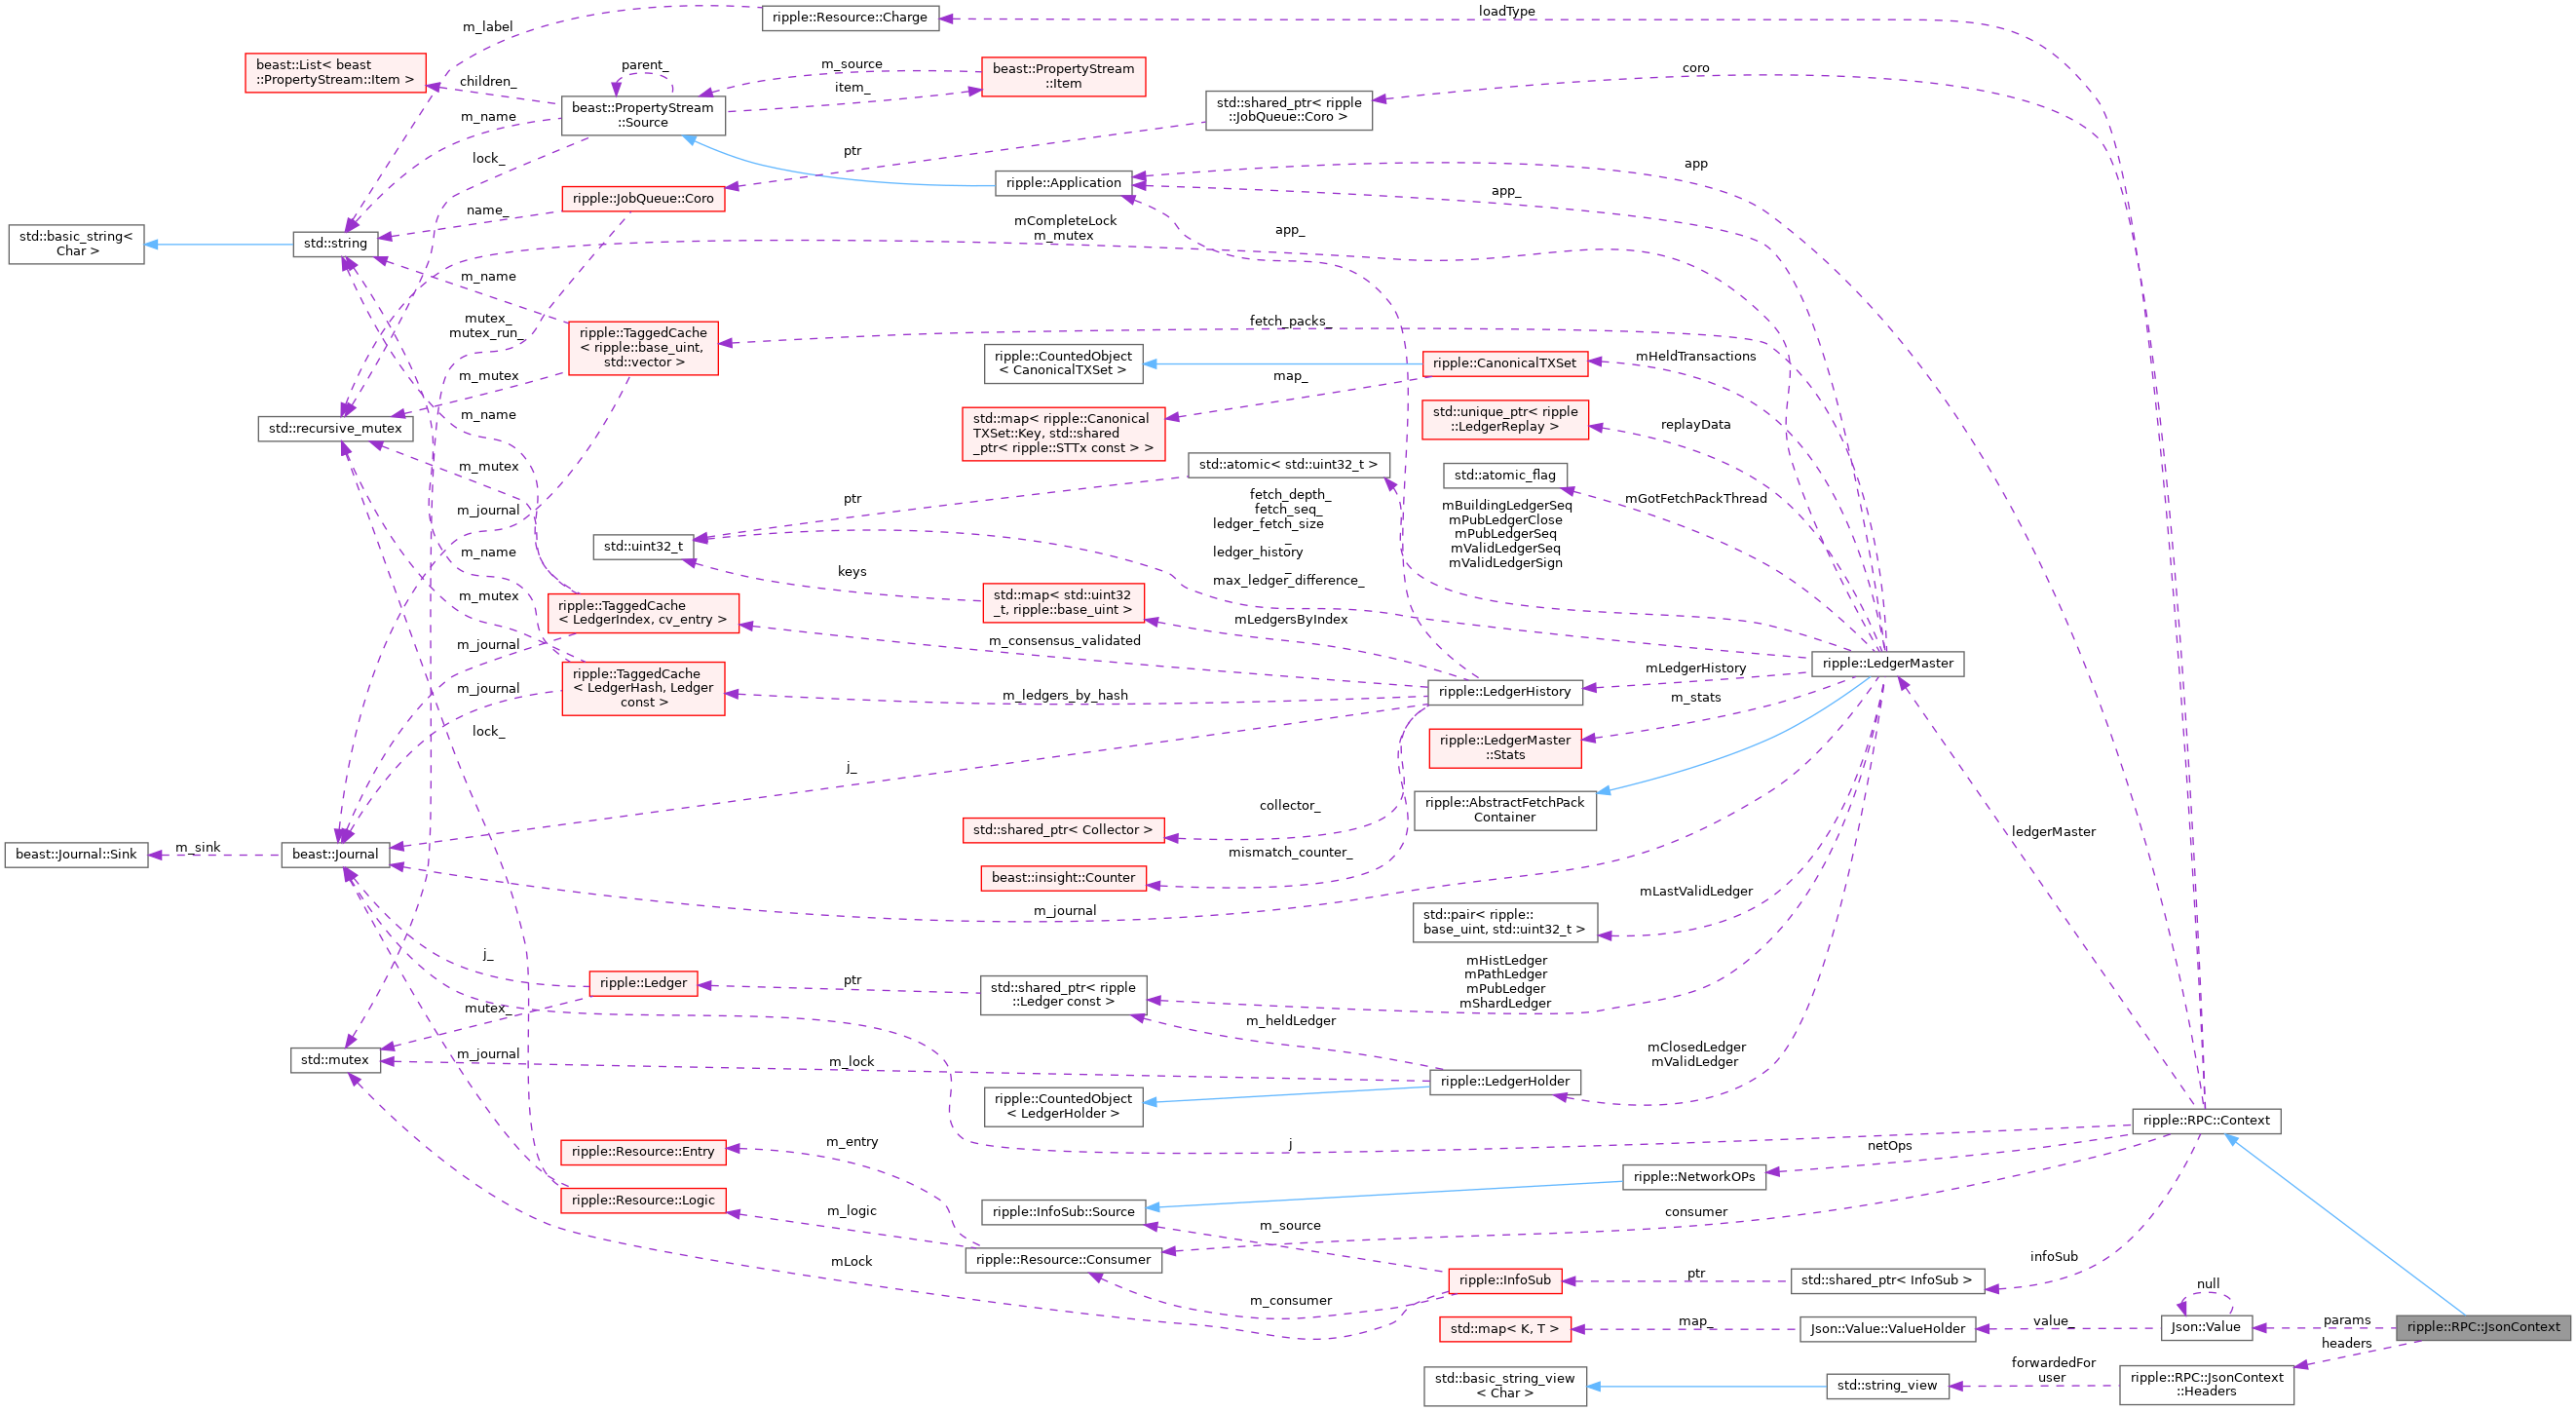 ripple::Resource::Charge
loadType
m_label
beast::List< beast
::PropertyStream::Item >
children_
parent_
m_source
item_
beast::PropertyStream
::Item
coro
beast::PropertyStream
::Source
m_name
std::shared_ptr< ripple
::JobQueue::Coro >
lock_
ptr
app
ripple::Application
app_
ripple::JobQueue::Coro
name_
mCompleteLock
m_mutex
app_
std::basic_string<
Char >
std::string
m_name
mutex_
mutex_run_
ripple::TaggedCache
< ripple::base_uint,
std::vector >
fetch_packs_
ripple::CountedObject
< CanonicalTXSet >
ripple::CanonicalTXSet
mHeldTransactions
m_mutex
map_
std::map< ripple::Canonical
TXSet::Key, std::shared
_ptr< ripple::STTx const > >
std::unique_ptr< ripple
::LedgerReplay >
replayData
m_name
std::recursive_mutex
m_mutex
std::atomic< std::uint32_t >
std::atomic_flag
mGotFetchPackThread
ptr
fetch_depth_
fetch_seq_
ledger_fetch_size
_
ledger_history
_
max_ledger_difference_
mBuildingLedgerSeq
mPubLedgerClose
mPubLedgerSeq
mValidLedgerSeq
mValidLedgerSign
m_journal
std::uint32_t
m_name
keys
std::map< std::uint32
_t, ripple::base_uint >
mLedgersByIndex
m_mutex
ripple::TaggedCache
< LedgerIndex, cv_entry >
m_consensus_validated
m_journal
ripple::TaggedCache
< LedgerHash, Ledger
const >
m_ledgers_by_hash
m_journal
ripple::LedgerHistory
mLedgerHistory
ripple::LedgerMaster
m_stats
lock_
ripple::LedgerMaster
::Stats
j_
ripple::AbstractFetchPack
Container
collector_
std::shared_ptr< Collector >
ledgerMaster
beast::Journal::Sink
m_sink
beast::Journal
mismatch_counter_
beast::insight::Counter
mLastValidLedger
m_journal
std::pair< ripple::
base_uint, std::uint32_t >
j_
ripple::Ledger
ptr
std::shared_ptr< ripple
::Ledger const >
mHistLedger
mPathLedger
mPubLedger
mShardLedger
mutex_
m_heldLedger
std::mutex
m_journal
m_lock
mClosedLedger
mValidLedger
ripple::LedgerHolder
ripple::CountedObject
< LedgerHolder >
ripple::RPC::Context
j
netOps
ripple::Resource::Entry
m_entry
ripple::NetworkOPs
ripple::Resource::Logic
m_logic
ripple::InfoSub::Source
consumer
m_source
ripple::Resource::Consumer
mLock
infoSub
ripple::InfoSub
ptr
std::shared_ptr< InfoSub >
m_consumer
null
std::map< K, T >
map_
Json::Value::ValueHolder
value_
Json::Value
params
ripple::RPC::JsonContext
headers
std::basic_string_view
< Char >
std::string_view
forwardedFor
user
ripple::RPC::JsonContext
::Headers